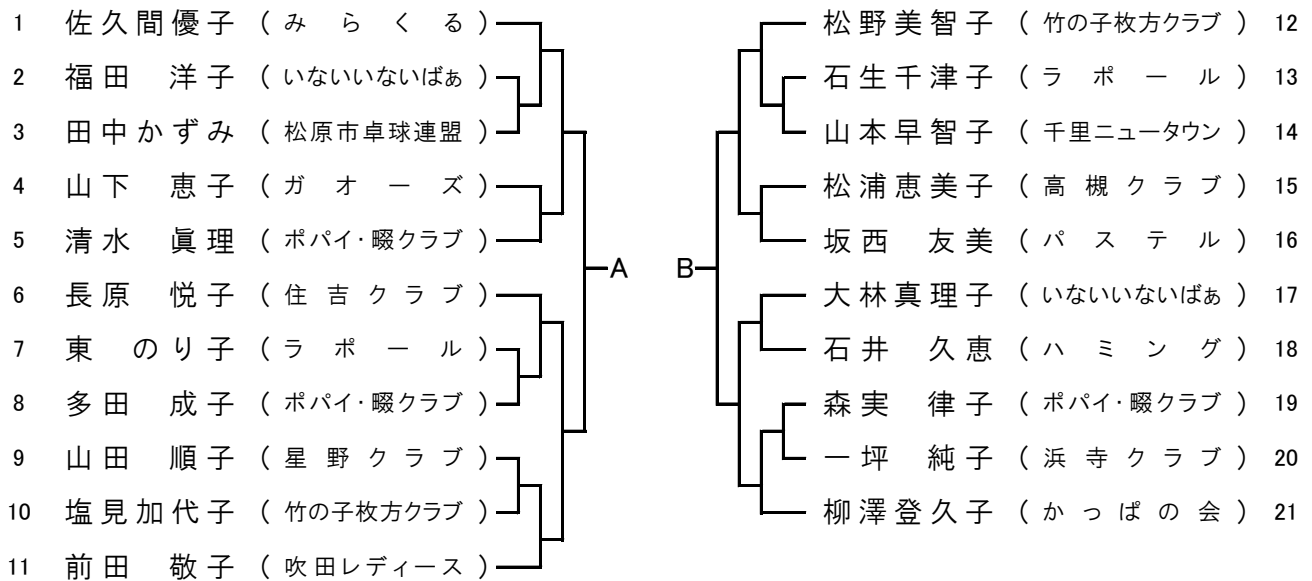 1 佐久間優子 (みらくる)
2 福田 洋子 (いないいないばぁ)
3 田中かずみ (松原市卓球連盟)
4 山下 恵子 (ガオーズ)
5 清水 眞理 (ポパイ・畷クラブ)
6 長原 悦子 (住吉クラブ)
7 東 のり子 (ラポール)
8 多田 成子 (ポパイ・畷クラブ)
9 山田 順子 (星野クラブ)
10 塩見加代子 (竹の子枚方クラブ)
11 前田 敬子 (吹田レディース)
A
B
松野美智子 (竹の子枚方クラブ) 12
石生千津子 (ラポール) 13
山本早智子 (千里ニュータウン) 14
松浦恵美子 (高槻クラブ) 15
坂西 友美 (パステル) 16
大林真理子 (いないいないばぁ) 17
石井 久恵 (ハミング) 18
森実 律子 (ポパイ・畷クラブ) 19
一坪 純子 (浜寺クラブ) 20
柳澤登久子 (かっぱの会) 21